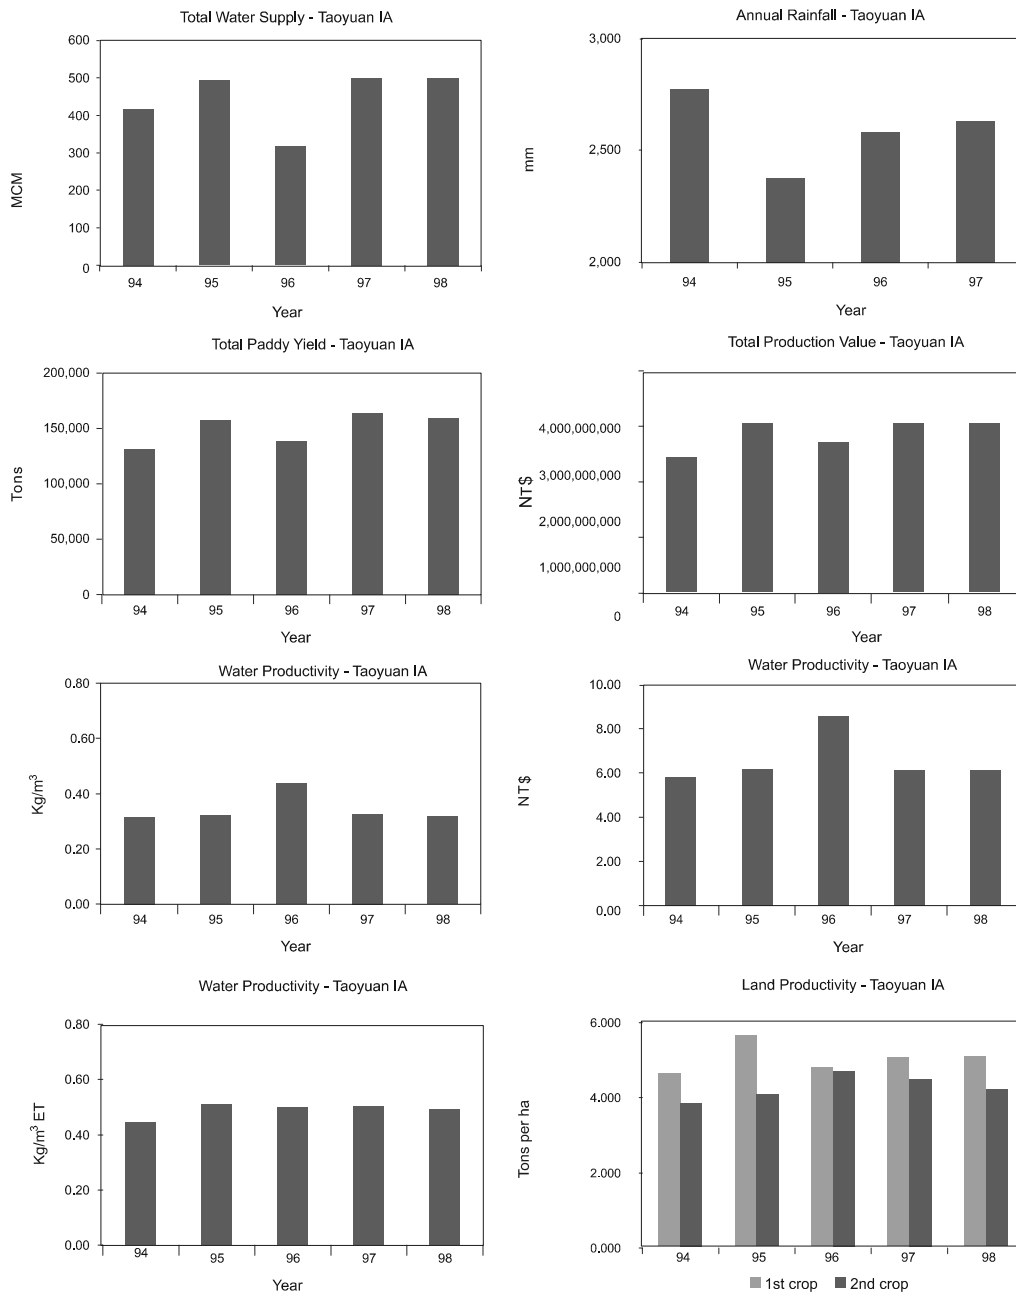 Total Water Supply - Taoyuan IA
600
500
400
300
200
100
0
MCM
94 95 96 97 98
Year
Annual Rainfall - Taoyuan IA
3,000
2,500
2,000
mm
94 95 96 97
Total Paddy Yield - Taoyuan IA
200,000
150,000
100,000
50,000
0
Tons
94 95 96 97 98
Year
Total Production Value - Taoyuan IA
4,000,000,000
3,000,000,000
2,000,000,000
1,000,000,000
0
NT$
94 95 96 97 98
Year
Water Productivity - Taoyuan IA
0.80
0.60
0.40
0.20
0.00
Kg/m³
94 95 96 97 98
Year
Water Productivity - Taoyuan IA
10.00
8.00
6.00
4.00
2.00
0.00
NT$
94 95 96 97 98
Year
Water Productivity - Taoyuan IA
0.80
0.60
0.40
0.20
0.00
Kg/m³ ET
94 95 96 97 98
Year
Land Productivity - Taoyuan IA
6.000
4.000
2.000
0.000
Tons per ha
94 95 96 97 98
1st crop 2nd crop